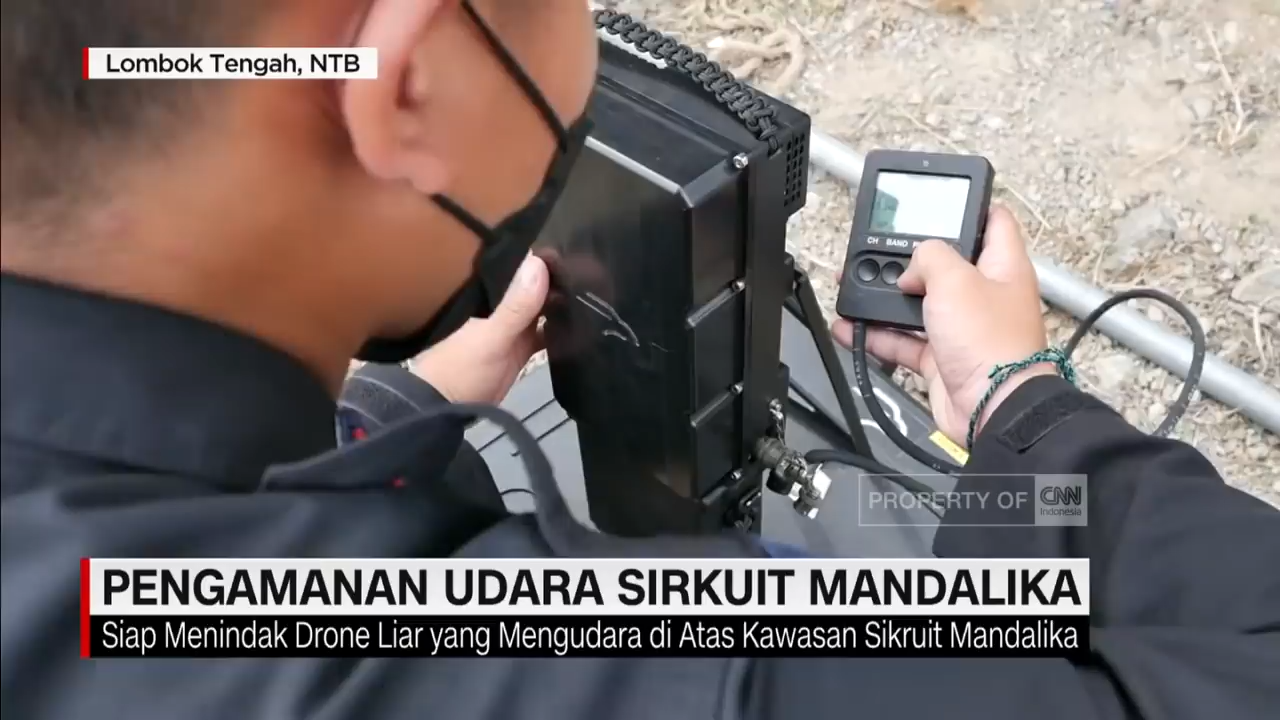 Lombok Tengah, NTB
CH BAND
PROPERTY OF CNN Indonesia
PENGAMANAN UDARA SIRKUIT MANDALIKA
Siap Menindak Drone Liar yang Mengudara di Atas Kawasan Sikruit Mandalika